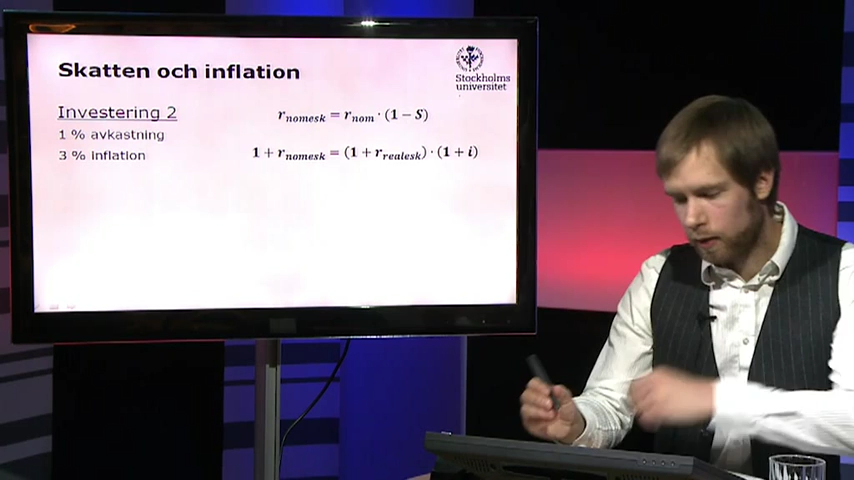 Skatten och inflation
Stockholms
universitet
Investering 2
1 % avkastning
3 % inflation
r_nomesk = r_nom · (1 − S)
1 + r_nomesk = (1 + r_realesk) · (1 + i)